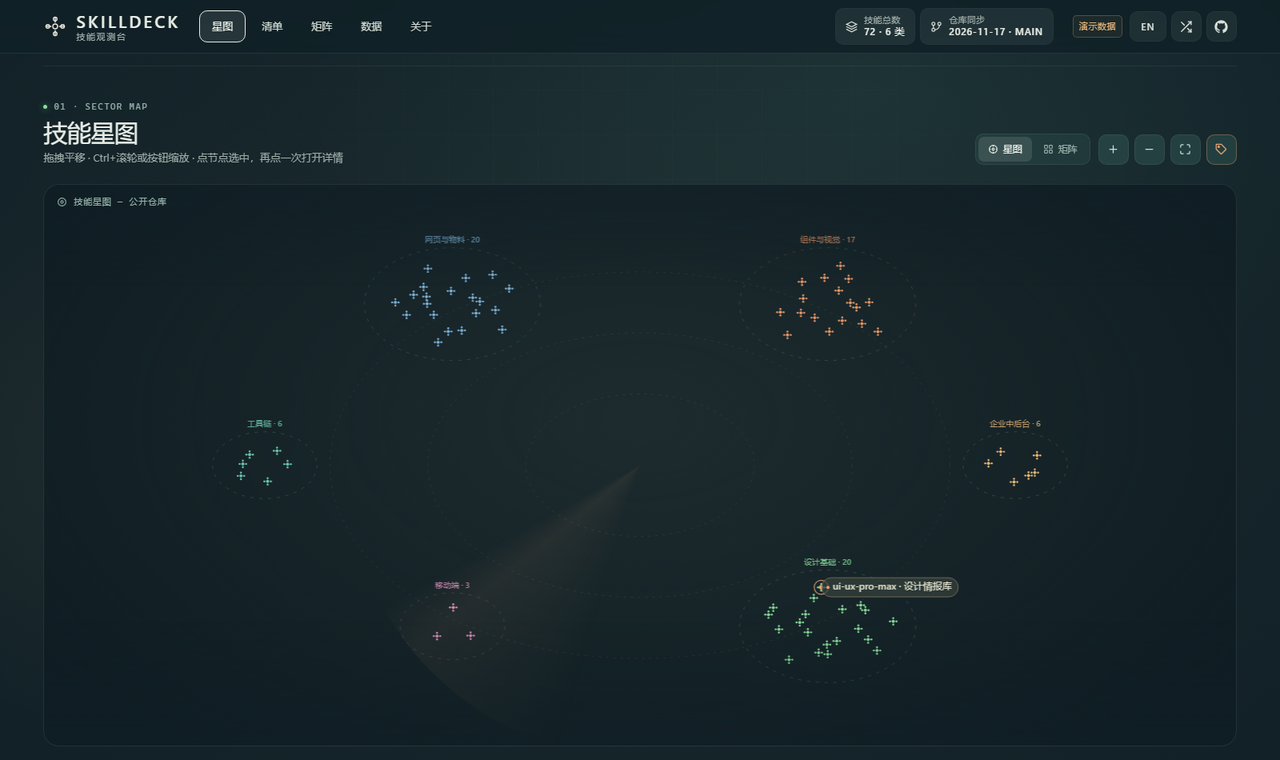 SKILLDECK
技能观测台
星图
清单
矩阵
数据
关于
技能总数
72 · 6 类
仓库同步
2026-11-17 · MAIN
演示数据
EN
01 · SECTOR MAP
技能星图
拖拽平移 · Ctrl+滚轮或按钮缩放 · 点节点选中，再点一次打开详情
星图
矩阵
技能星图 — 公开仓库
网页与物料 · 20
组件与视觉 · 17
工具链 · 6
企业中后台 · 6
设计基础 · 20
ui-ux-pro-max · 设计情报库
移动端 · 3